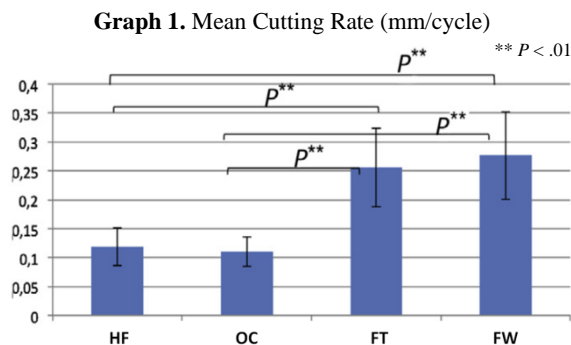 Graph 1. Mean Cutting Rate (mm/cycle)
** P < .01
P**
P**
P**
P**
0,4
0,35
0,3
0,25
0,2
0,15
0,1
0,05
0
HF OC FT FW